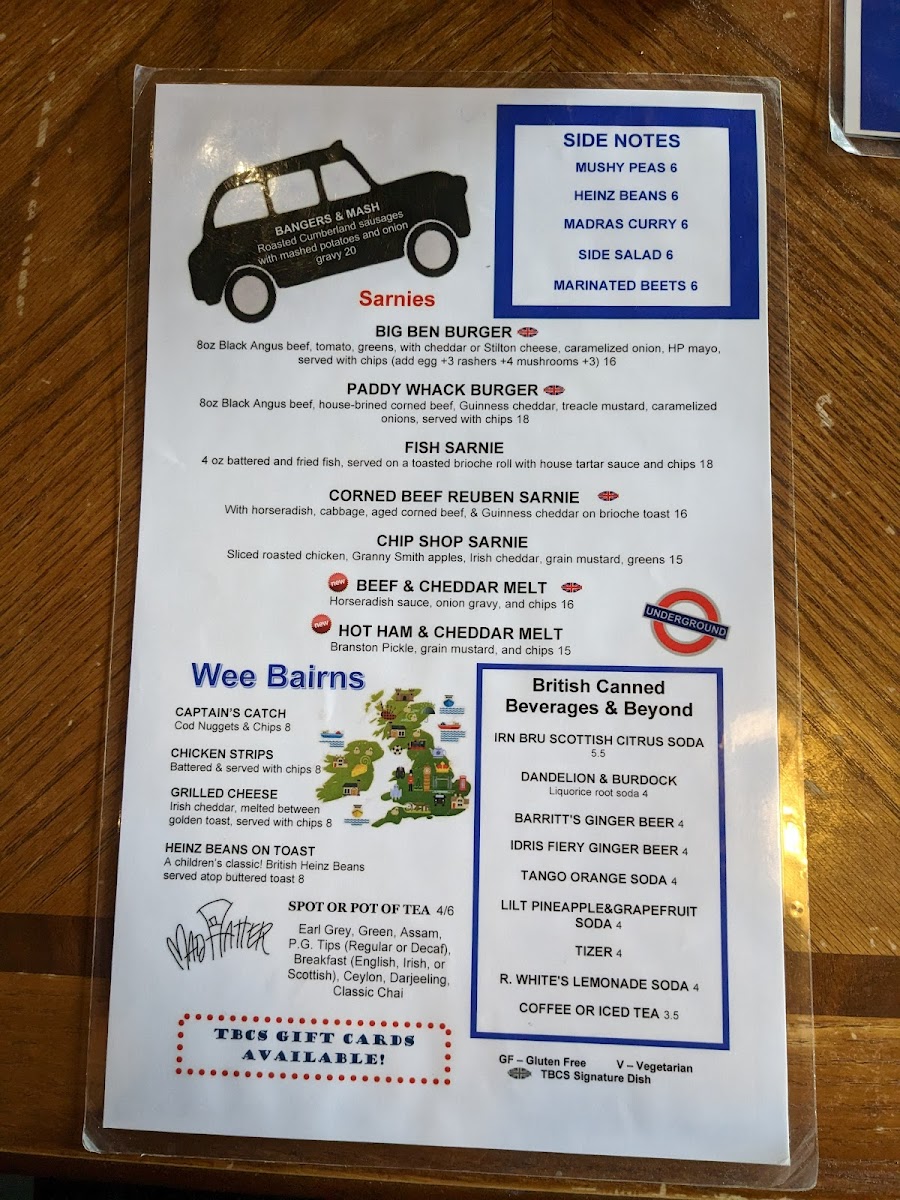 BANGERS & MASH
Roasted Cumberland sausages
with mashed potatoes and onion
gravy 20
SIDE NOTES
MUSHY PEAS 6
HEINZ BEANS 6
MADRAS CURRY 6
SIDE SALAD 6
MARINATED BEETS 6
Sarnies
BIG BEN BURGER
8oz Black Angus beef, tomato, greens, with cheddar or Stilton cheese, caramelized onion, HP mayo,
served with chips (add egg +3 rashers +4 mushrooms +3) 16
PADDY WHACK BURGER
8oz Black Angus beef, house-brined corned beef, Guinness cheddar, treacle mustard, caramelized
onions, served with chips 18
FISH SARNIE
4 oz battered and fried fish, served on a toasted brioche roll with house tartar sauce and chips 18
CORNED BEEF REUBEN SARNIE
With horseradish, cabbage, aged corned beef, & Guinness cheddar on brioche toast 16
CHIP SHOP SARNIE
Sliced roasted chicken, Granny Smith apples, Irish cheddar, grain mustard, greens 15
new BEEF & CHEDDAR MELT
Horseradish sauce, onion gravy, and chips 16
new HOT HAM & CHEDDAR MELT
Branston Pickle, grain mustard, and chips 15
UNDERGROUND
Wee Bairns
CAPTAIN'S CATCH
Cod Nuggets & Chips 8
CHICKEN STRIPS
Battered & served with chips 8
GRILLED CHEESE
Irish cheddar, melted between
golden toast, served with chips 8
HEINZ BEANS ON TOAST
A children's classic! British Heinz Beans
served atop buttered toast 8
MAD HATTER
SPOT OR POT OF TEA 4/6
Earl Grey, Green, Assam,
P.G. Tips (Regular or Decaf),
Breakfast (English, Irish, or
Scottish), Ceylon, Darjeeling,
Classic Chai
TBCS GIFT CARDS
AVAILABLE!
British Canned
Beverages & Beyond
IRN BRU SCOTTISH CITRUS SODA
5.5
DANDELION & BURDOCK
Liquorice root soda 4
BARRITT'S GINGER BEER 4
IDRIS FIERY GINGER BEER 4
TANGO ORANGE SODA 4
LILT PINEAPPLE&GRAPEFRUIT
SODA 4
TIZER 4
R. WHITE'S LEMONADE SODA 4
COFFEE OR ICED TEA 3.5
GF – Gluten Free V – Vegetarian
TBCS Signature Dish